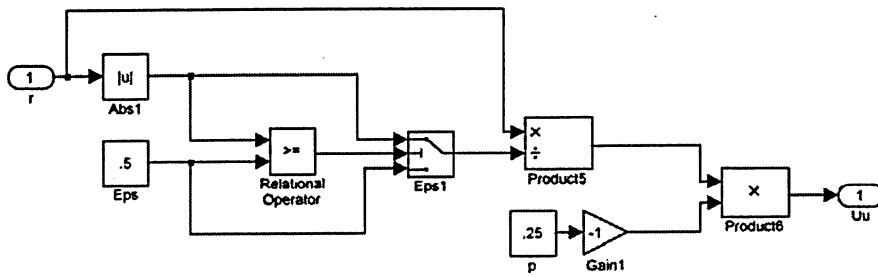 1
r
|u|
Abs1
.5
Eps
>=
Relational
Operator
Eps1
×
÷
Product5
.25
p
-1
Gain1
×
Product6
1
Uu